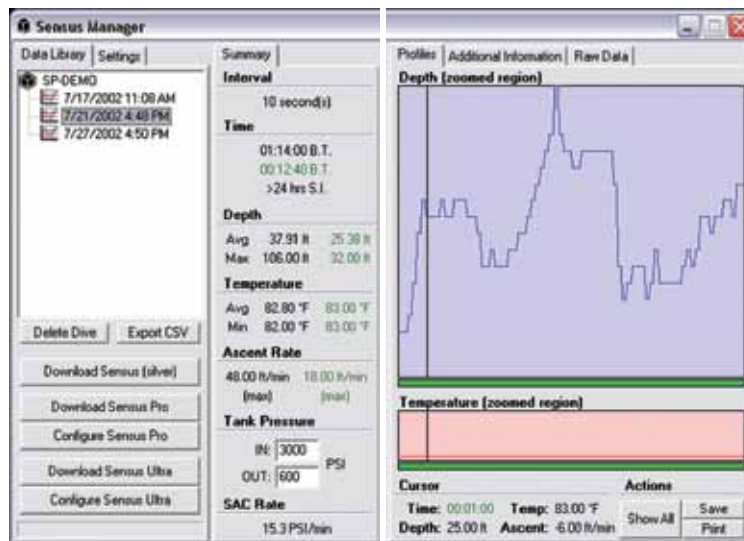 Sensus Manager
Data Library Settings
SP-DEMO
7/17/2002 11:08 AM
7/21/2002 4:48 PM
7/27/2002 4:50 PM
Delete Dive Export CSV
Download Sensus (silver)
Download Sensus Pro
Configure Sensus Pro
Download Sensus Ultra
Configure Sensus Ultra
Summary
Interval
10 second(s)
Time
01:14:00 B.T.
00:12:40 B.T.
>24 hrs S.I.
Depth
Avg 37.91 ft 25.38 ft
Max 106.00 ft 32.00 ft
Temperature
Avg 82.80 °F 83.00 °F
Min 82.00 °F 83.00 °F
Ascent Rate
48.00 ft/min 18.00 ft/min
(max) (max)
Tank Pressure
IN: 3000
OUT: 600
PSI
SAC Rate
15.3 PSI/min
Profiles Additional Information Raw Data
Depth (zoomed region)
Temperature (zoomed region)
Cursor
Time: 00:01:00 Temp: 83.00 °F
Depth: 25.00 ft Ascent: -6.00 ft/min
Actions
Show All
Save
Print